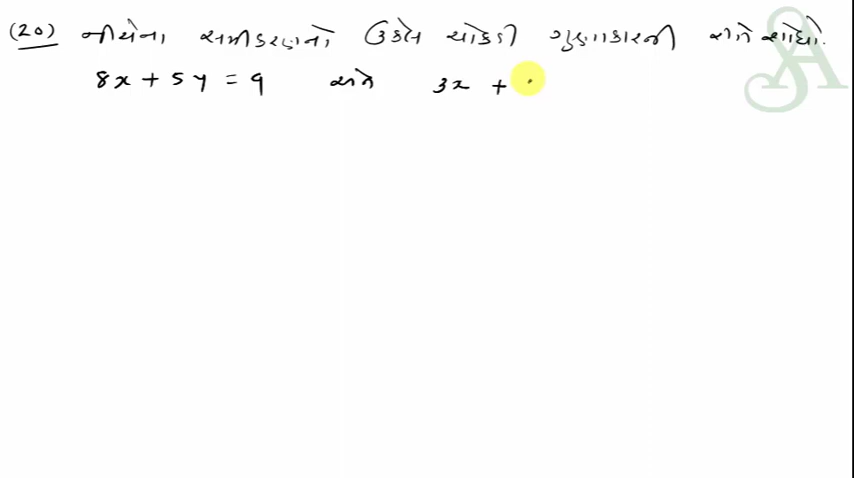 (20) નીચેના સમીકરણનો ઉકેલ ચોકડી ગુણાકારની રીતે શોધો.
8x + 5y = 9 અને 3x +